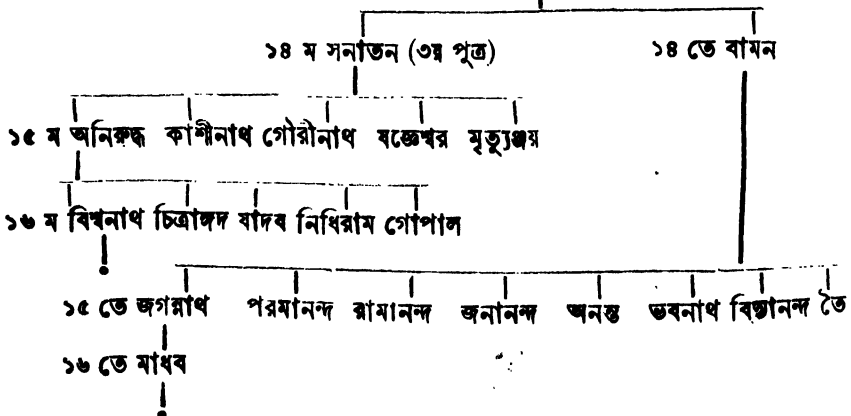 ১৪ ম সনাতন (৩য় পুত্র) ১৪ তে বামন
১৫ ম অনিরুদ্ধ কাশীনাথ গৌরীনাথ যজ্ঞেশ্বর মৃত্যুঞ্জয়
১৬ ম বিশ্বনাথ চিত্রাঙ্গদ যাদব নিধিরাম গোপাল
১৫ তে জগন্নাথ পরমানন্দ রামানন্দ জনানন্দ অনন্ত ভবনাথ বিদ্যানন্দ তৈ
১৬ তে মাধব